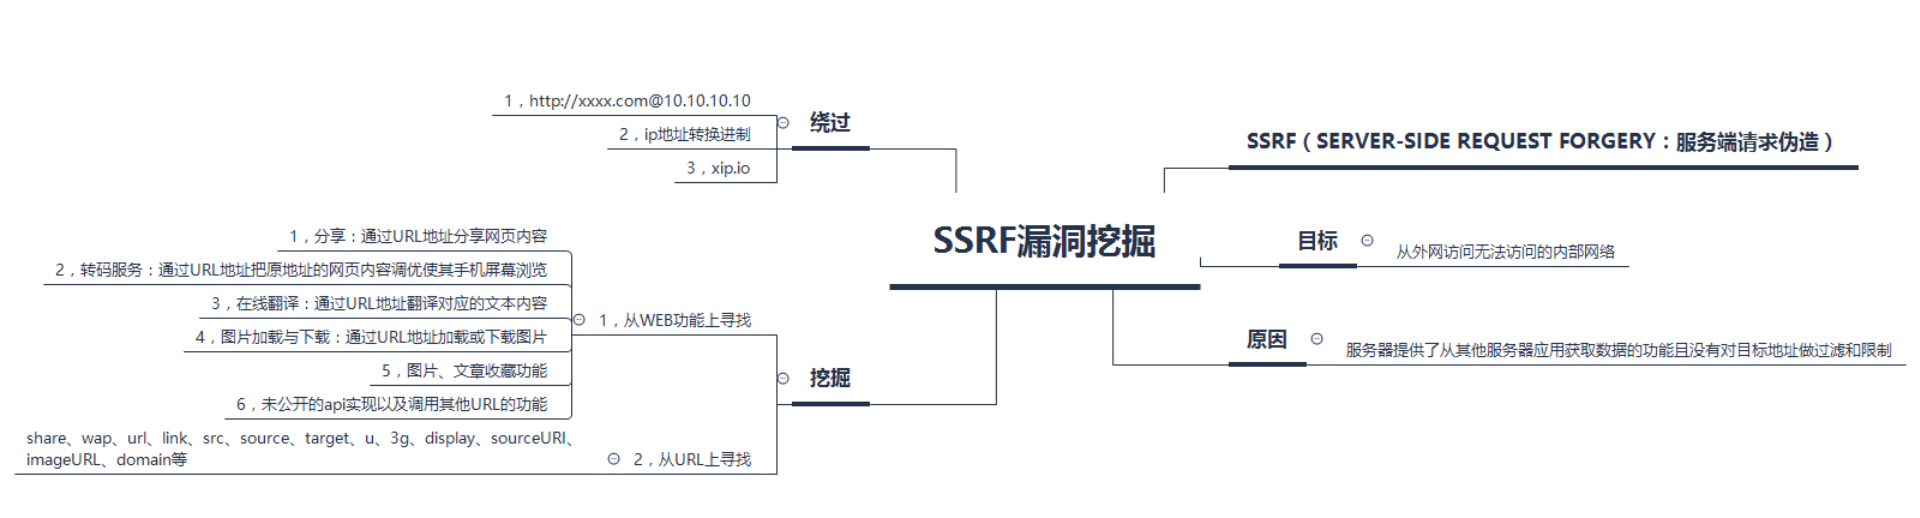 SSRF漏洞挖掘
SSRF（SERVER-SIDE REQUEST FORGERY：服务端请求伪造）
目标
从外网访问无法访问的内部网络
原因
服务器提供了从其他服务器应用获取数据的功能且没有对目标地址做过滤和限制
绕过
1，http://xxxx.com@10.10.10.10
2，ip地址转换进制
3，xip.io
挖掘
1，从WEB功能上寻找
1，分享：通过URL地址分享网页内容
2，转码服务：通过URL地址把原地址的网页内容调优使其手机屏幕浏览
3，在线翻译：通过URL地址翻译对应的文本内容
4，图片加载与下载：通过URL地址加载或下载图片
5，图片、文章收藏功能
6，未公开的api实现以及调用其他URL的功能
2，从URL上寻找
share、wap、url、link、src、source、target、u、3g、display、sourceURI、
imageURL、domain等